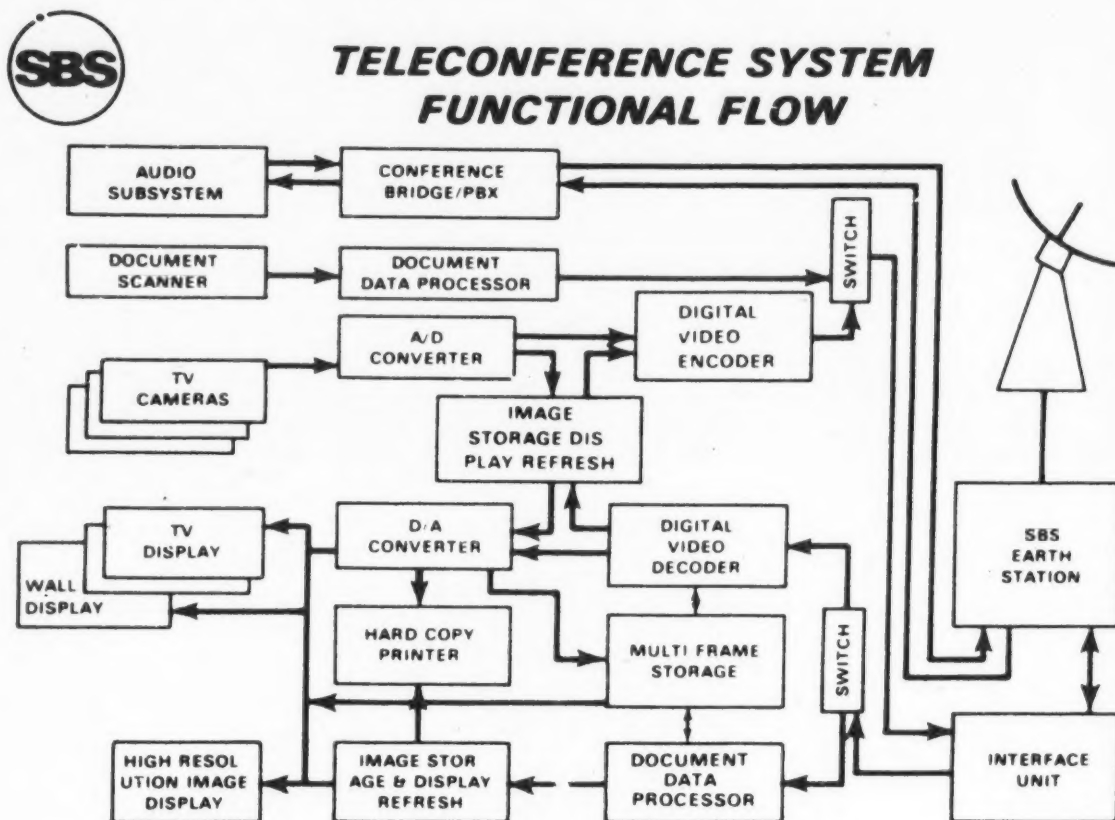 SBS
TELECONFERENCE SYSTEM
FUNCTIONAL FLOW
AUDIO
SUBSYSTEM
CONFERENCE
BRIDGE/PBX
DOCUMENT
SCANNER
DOCUMENT
DATA PROCESSOR
SWITCH
A/D
CONVERTER
DIGITAL
VIDEO
ENCODER
TV
CAMERAS
IMAGE
STORAGE DIS
PLAY REFRESH
TV
DISPLAY
WALL
DISPLAY
D/A
CONVERTER
DIGITAL
VIDEO
DECODER
SBS
EARTH
STATION
HARD COPY
PRINTER
MULTI FRAME
STORAGE
SWITCH
HIGH RESOL
UTION IMAGE
DISPLAY
IMAGE STOR
AGE & DISPLAY
REFRESH
DOCUMENT
DATA
PROCESSOR
INTERFACE
UNIT